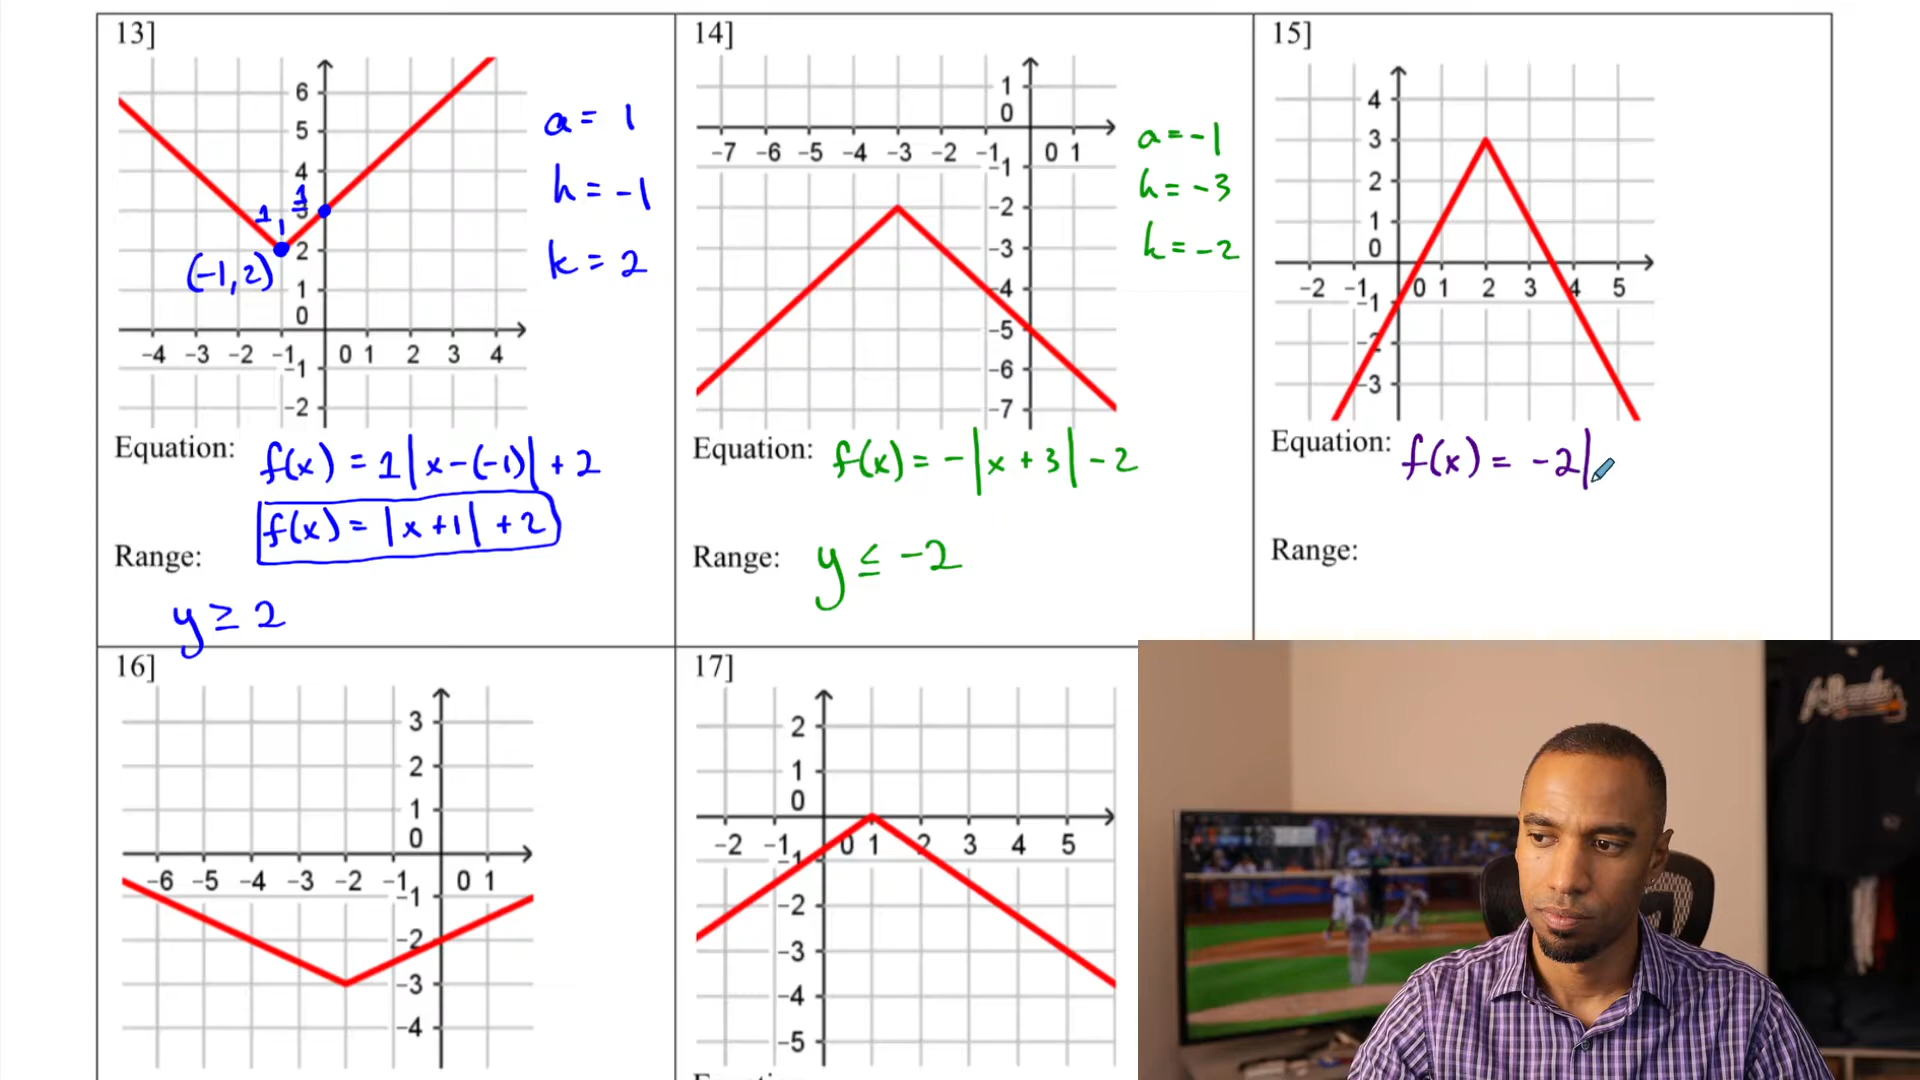 13]
6
5
4
3
2
1
0
-4 -3 -2 -1 0 1 2 3 4
-1
-2
1
1
(-1,2)
a = 1
h = -1
k = 2
Equation: f(x) = 1|x-(-1)| + 2
f(x) = |x+1| + 2
Range:
y ≥ 2
14]
1
0
-7 -6 -5 -4 -3 -2 -1 0 1
-1
-2
-3
-4
-5
-6
-7
a = -1
h = -3
k = -2
Equation: f(x) = -|x + 3| - 2
Range: y ≤ -2
15]
4
3
2
1
0
-2 -1 0 1 2 3 4 5
-1
-2
-3
Equation: f(x) = -2|
Range:
16]
3
2
1
0
-6 -5 -4 -3 -2 -1 0 1
-1
-2
-3
-4
17]
2
1
0
-2 -1 0 1 2 3 4 5
-1
-2
-3
-4
-5